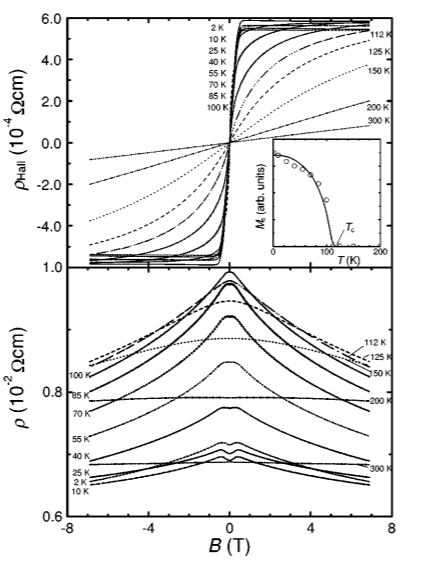 6.0
4.0
2.0
0.0
-2.0
-4.0
1.0
0.8
0.6
ρHall (10-4 Ωcm)
2 K
10 K
25 K
40 K
55 K
70 K
85 K
100 K
112 K
125 K
150 K
200 K
300 K
Ms (arb. units)
Tc
0 100 200
T (K)
ρ (10-2 Ωcm)
100 K
85 K
70 K
55 K
40 K
25 K
2 K
10 K
112 K
125 K
150 K
200 K
300 K
-8 -4 0 4 8
B (T)